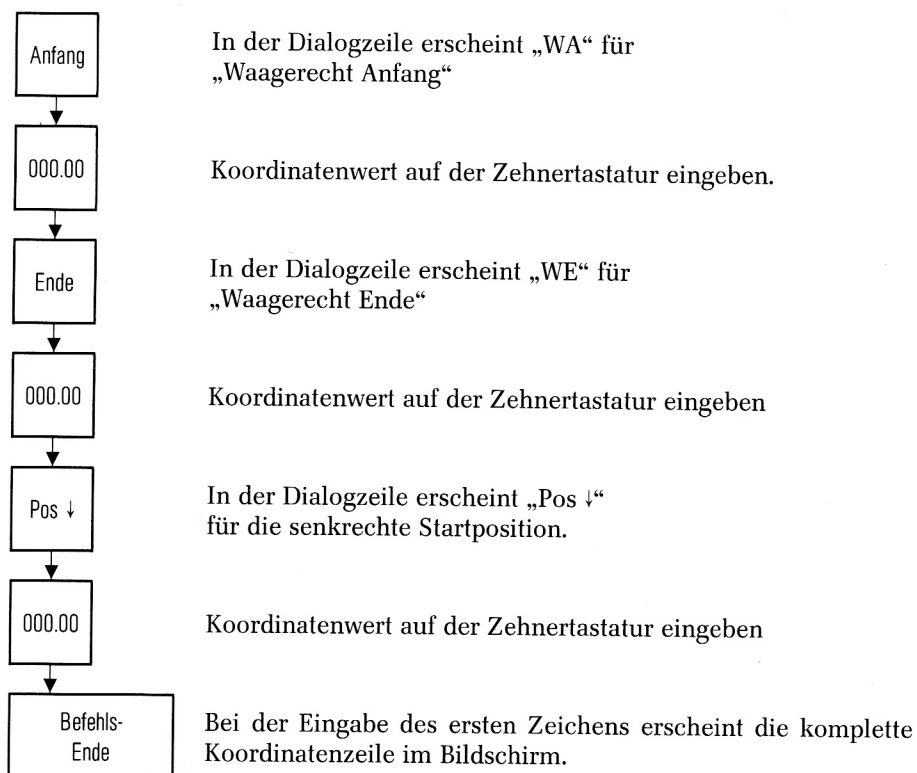 Anfang
In der Dialogzeile erscheint „WA“ für
„Waagerecht Anfang“
000.00
Koordinatenwert auf der Zehnertastatur eingeben.
Ende
In der Dialogzeile erscheint „WE“ für
„Waagerecht Ende“
000.00
Koordinatenwert auf der Zehnertastatur eingeben
Pos ↓
In der Dialogzeile erscheint „Pos ↓“
für die senkrechte Startposition.
000.00
Koordinatenwert auf der Zehnertastatur eingeben
Befehls-
Ende
Bei der Eingabe des ersten Zeichens erscheint die komplette
Koordinatenzeile im Bildschirm.